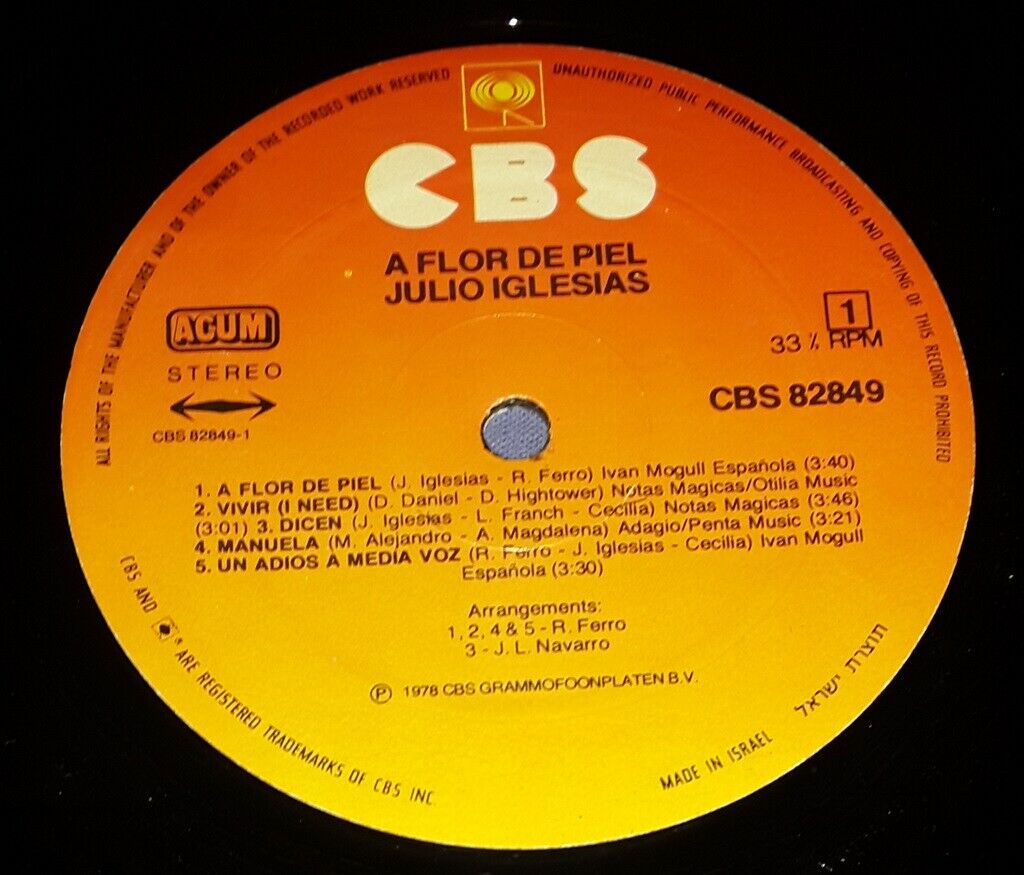 ALL RIGHTS OF THE MANUFACTURER AND OF THE OWNER OF THE RECORDED WORK RESERVED
UNAUTHORIZED PUBLIC PERFORMANCE BROADCASTING AND COPYING OF THIS RECORD PROHIBITED
CBS
A FLOR DE PIEL
JULIO IGLESIAS
ACUM
STEREO
CBS 82849-1
1
33 ⅓ RPM
CBS 82849
1. A FLOR DE PIEL (J. Iglesias - R. Ferro) Ivan Mogull Española (3:40)
2. VIVIR (I NEED) (D. Daniel - D. Hightower) Notas Magicas/Otilia Music
(3:01) 3. DICEN (J. Iglesias - L. Franch - Cecilia) Notas Magicas (3:46)
4. MANUELA (M. Alejandro - A. Magdalena) Adagio/Penta Music (3:21)
5. UN ADIOS A MEDIA VOZ (R. Ferro - J. Iglesias - Cecilia) Ivan Mogull
Española (3:30)
Arrangements:
1, 2, 4 & 5 - R. Ferro
3 - J. L. Navarro
℗ 1978 CBS GRAMMOFOONPLATEN B.V.
CBS AND ® ARE REGISTERED TRADEMARKS OF CBS INC.
MADE IN ISRAEL
תוצרת ישראל